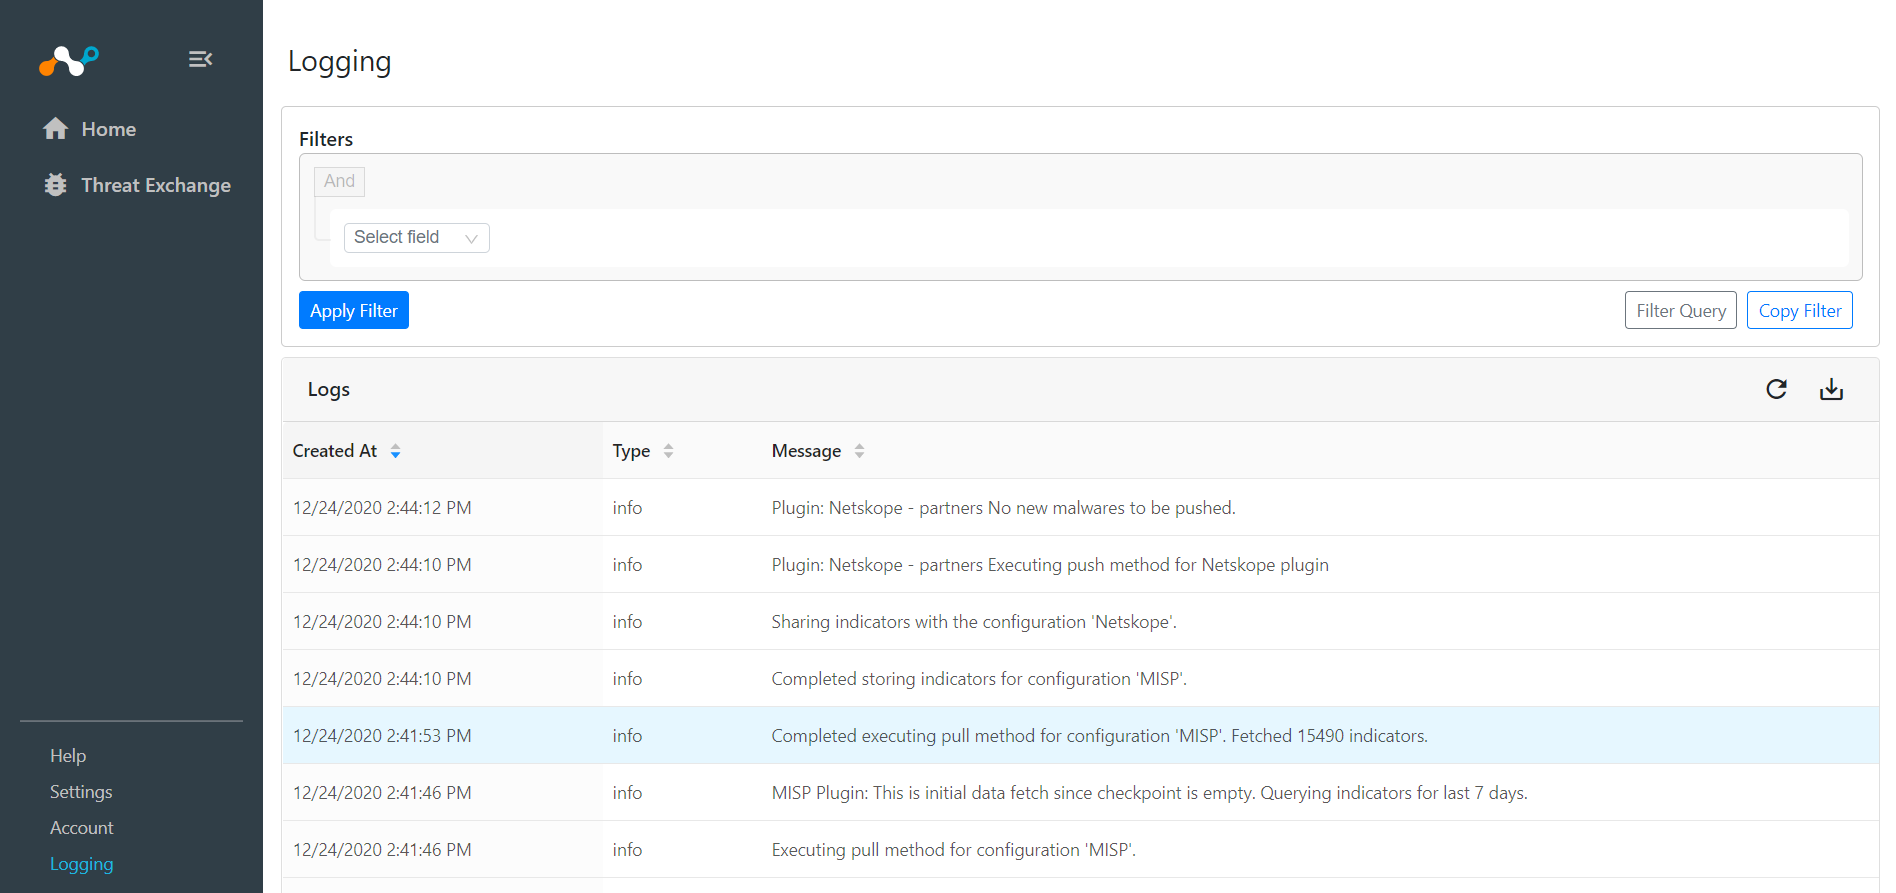 Home
Threat Exchange
Help
Settings
Account
Logging
Logging
Filters
And
Select field
Apply Filter
Filter Query
Copy Filter
Logs
Created At Type Message
12/24/2020 2:44:12 PM info Plugin: Netskope - partners No new malwares to be pushed.
12/24/2020 2:44:10 PM info Plugin: Netskope - partners Executing push method for Netskope plugin
12/24/2020 2:44:10 PM info Sharing indicators with the configuration 'Netskope'.
12/24/2020 2:44:10 PM info Completed storing indicators for configuration 'MISP'.
12/24/2020 2:41:53 PM info Completed executing pull method for configuration 'MISP'. Fetched 15490 indicators.
12/24/2020 2:41:46 PM info MISP Plugin: This is initial data fetch since checkpoint is empty. Querying indicators for last 7 days.
12/24/2020 2:41:46 PM info Executing pull method for configuration 'MISP'.